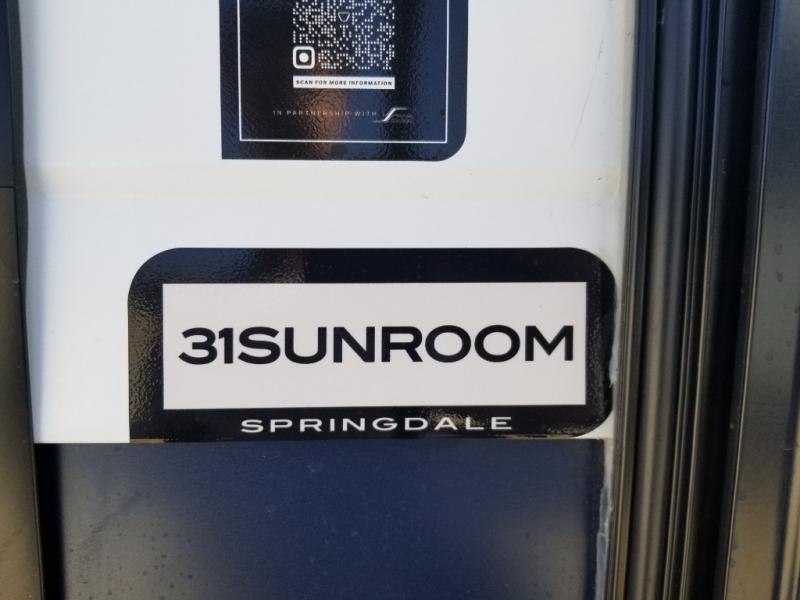 SCAN FOR MORE INFORMATION
IN PARTNERSHIP WITH
31SUNROOM
SPRINGDALE